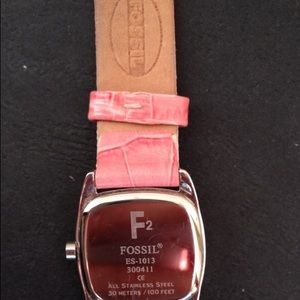 FOSSIL
F2
FOSSIL®
ES-1013
300411
CE
ALL STAINLESS STEEL
30 METERS / 100 FEET